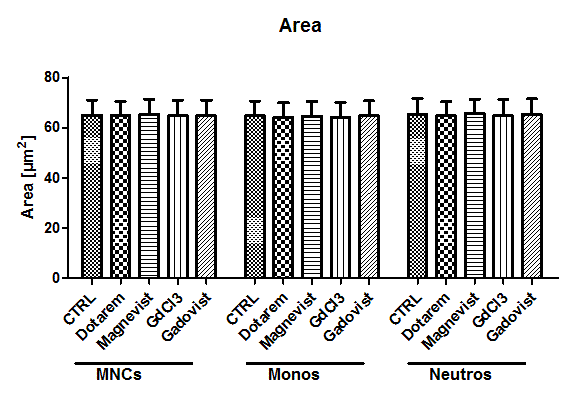 Area
Area [µm²]
80
60
40
20
0
CTRL
Dotarem
Magnevist
GdCl3
Gadovist
CTRL
Dotarem
Magnevist
GdCl3
Gadovist
CTRL
Dotarem
Magnevist
GdCl3
Gadovist
MNCs
Monos
Neutros